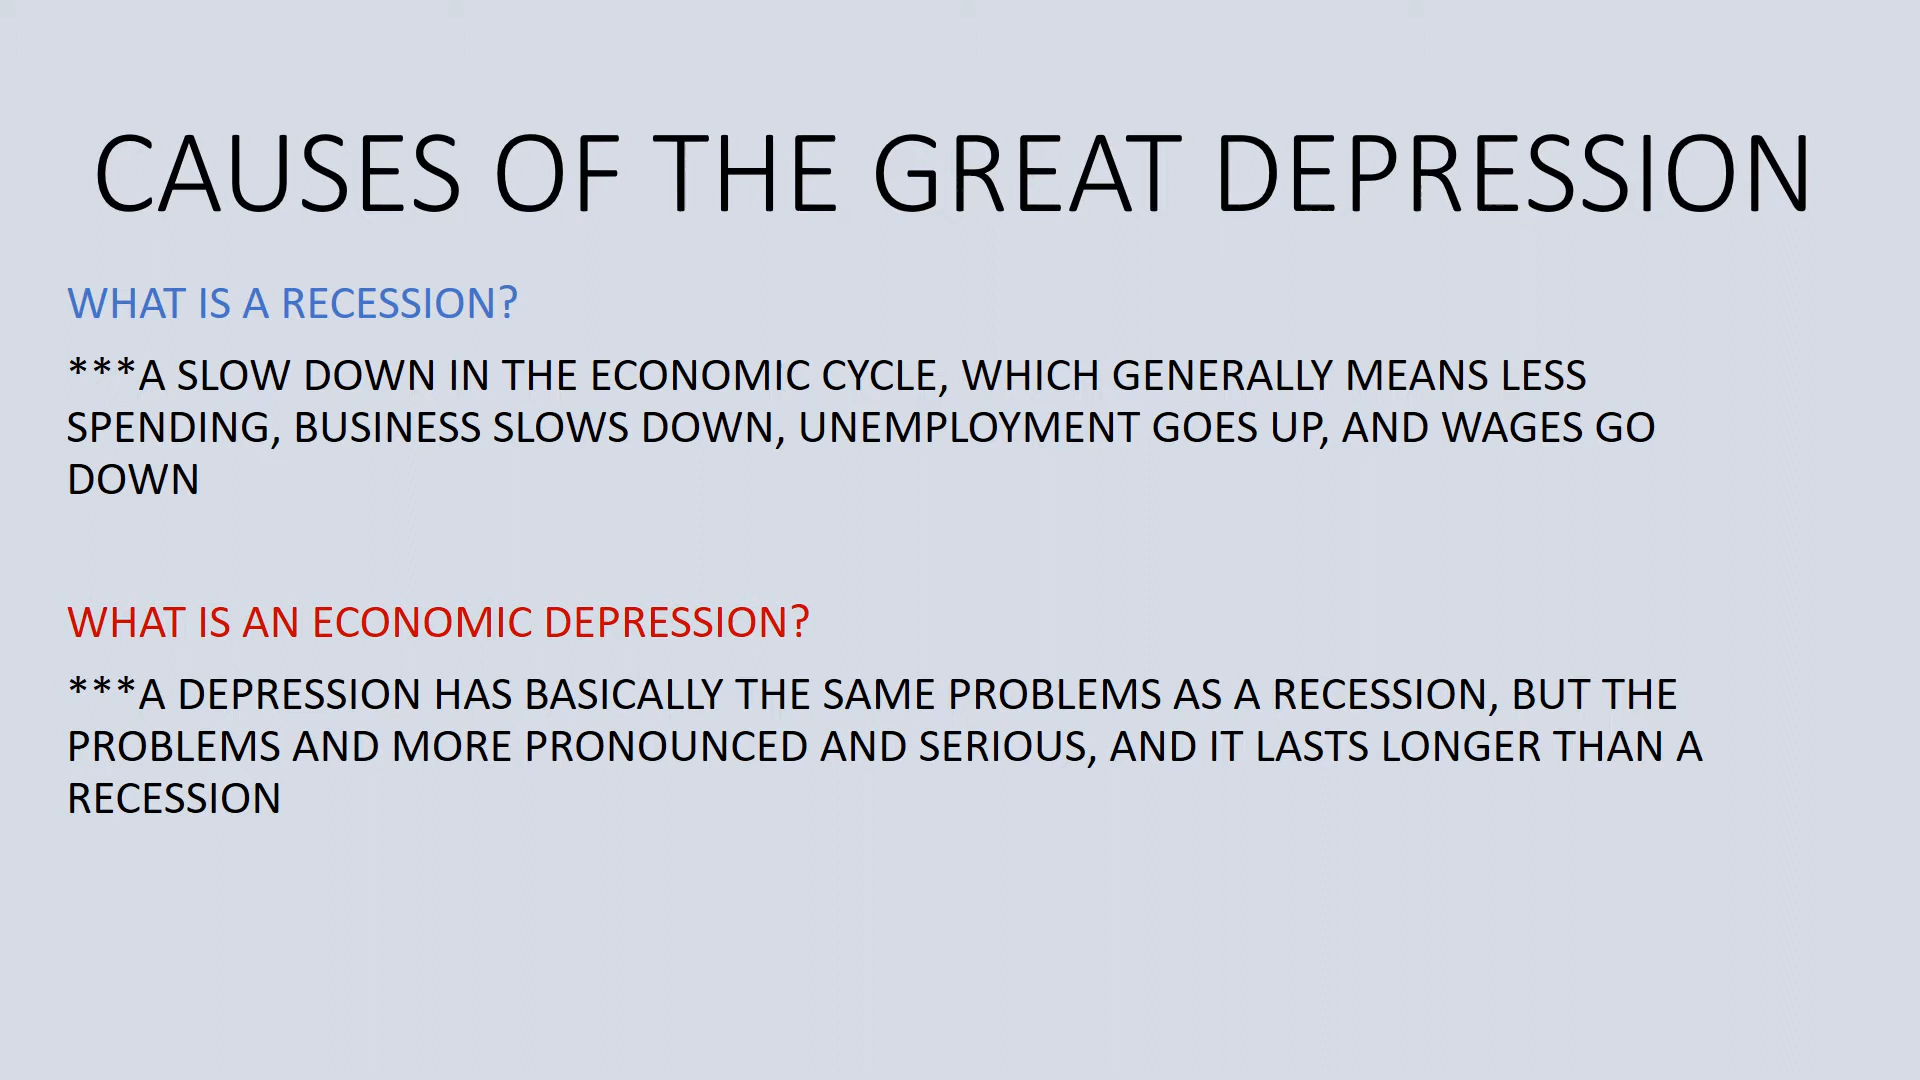 CAUSES OF THE GREAT DEPRESSION
WHAT IS A RECESSION?
***A SLOW DOWN IN THE ECONOMIC CYCLE, WHICH GENERALLY MEANS LESS
SPENDING, BUSINESS SLOWS DOWN, UNEMPLOYMENT GOES UP, AND WAGES GO
DOWN
WHAT IS AN ECONOMIC DEPRESSION?
***A DEPRESSION HAS BASICALLY THE SAME PROBLEMS AS A RECESSION, BUT THE
PROBLEMS AND MORE PRONOUNCED AND SERIOUS, AND IT LASTS LONGER THAN A
RECESSION